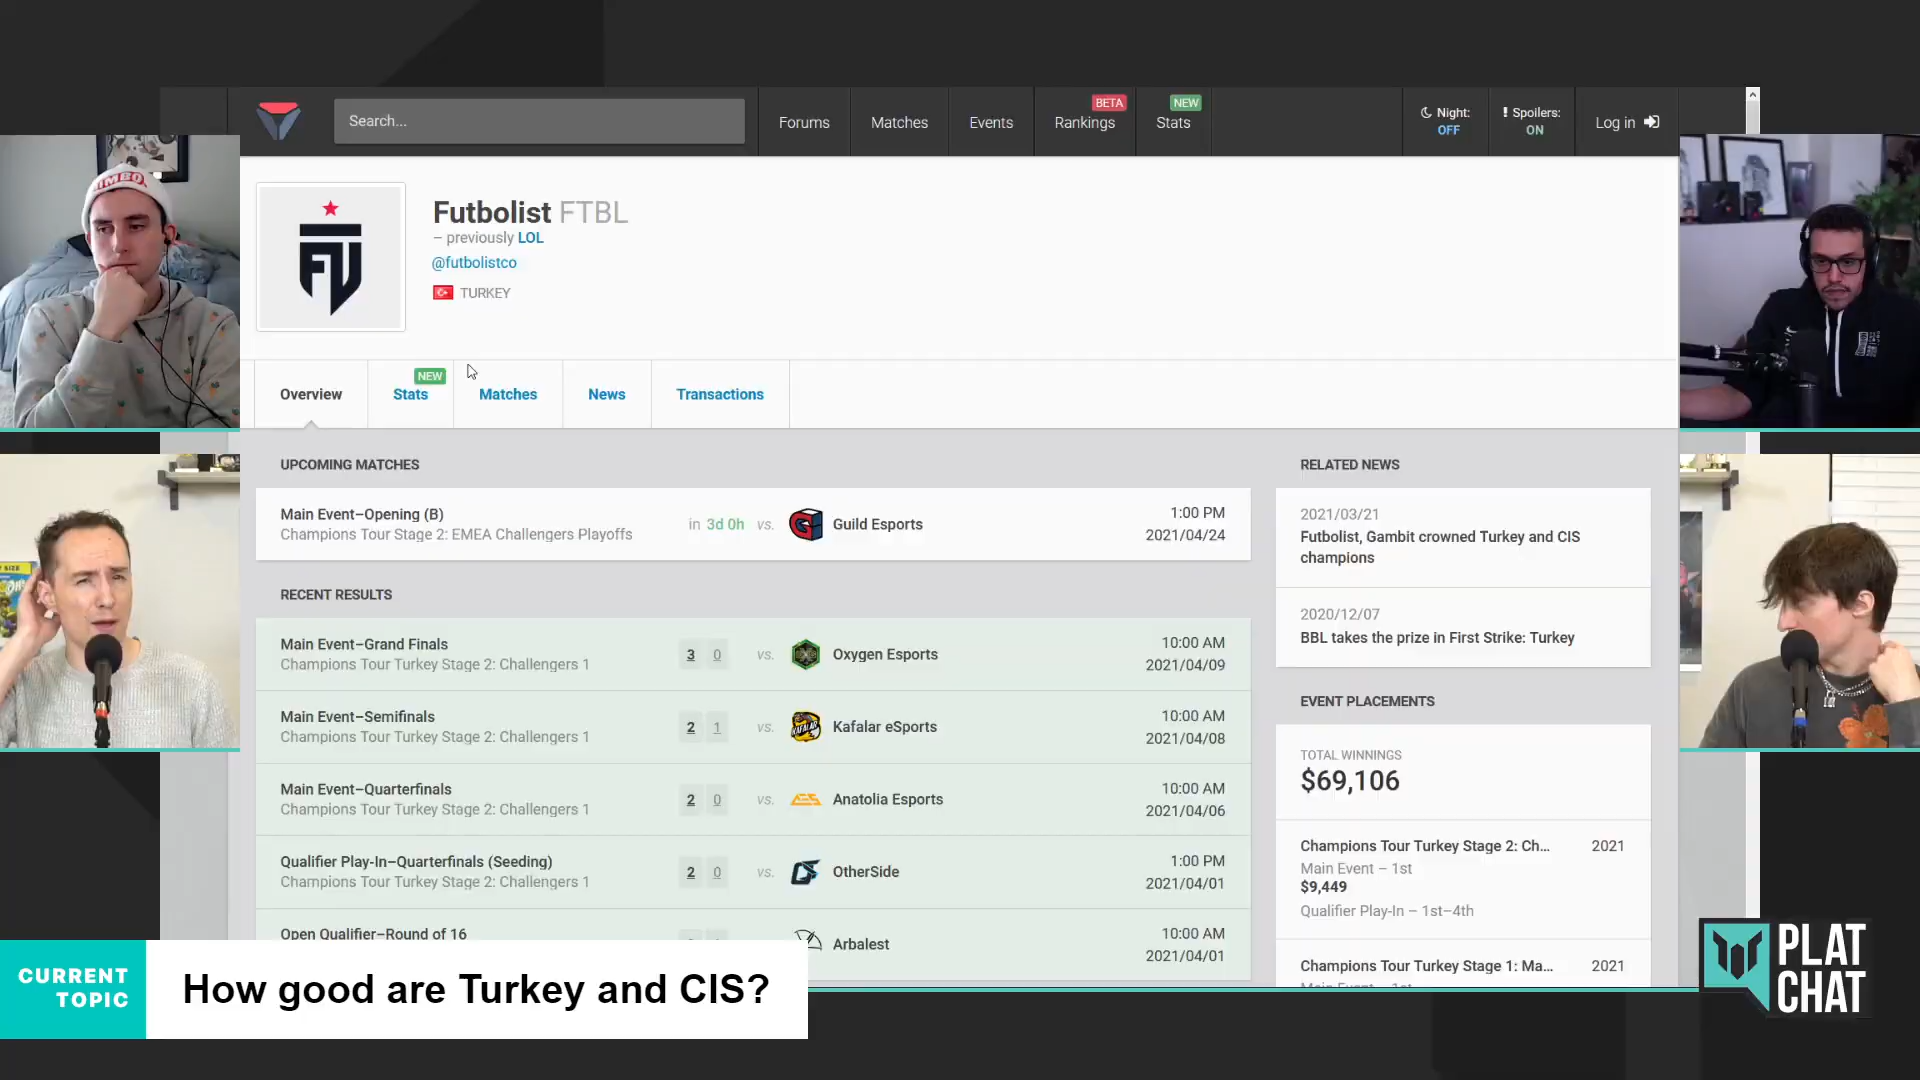 Search...
Forums
Matches
Events
BETA
Rankings
NEW
Stats
Night:
OFF
! Spoilers:
ON
Log in
Futbolist FTBL
– previously LOL
@futbolistco
TURKEY
FU
Overview
NEW
Stats
Matches
News
Transactions
UPCOMING MATCHES
Main Event–Opening (B)
Champions Tour Stage 2: EMEA Challengers Playoffs
in 3d 0h vs. Guild Esports
1:00 PM
2021/04/24
RECENT RESULTS
Main Event–Grand Finals
Champions Tour Turkey Stage 2: Challengers 1
3 0 vs. Oxygen Esports
10:00 AM
2021/04/09
Main Event–Semifinals
Champions Tour Turkey Stage 2: Challengers 1
2 1 vs. Kafalar eSports
10:00 AM
2021/04/08
Main Event–Quarterfinals
Champions Tour Turkey Stage 2: Challengers 1
2 0 vs. Anatolia Esports
10:00 AM
2021/04/06
Qualifier Play-In–Quarterfinals (Seeding)
Champions Tour Turkey Stage 2: Challengers 1
2 0 vs. OtherSide
1:00 PM
2021/04/01
Open Qualifier–Round of 16
Arbalest
10:00 AM
2021/04/01
RELATED NEWS
2021/03/21
Futbolist, Gambit crowned Turkey and CIS
champions
2020/12/07
BBL takes the prize in First Strike: Turkey
EVENT PLACEMENTS
TOTAL WINNINGS
$69,106
Champions Tour Turkey Stage 2: Ch... 2021
Main Event – 1st
$9,449
Qualifier Play-In – 1st–4th
Champions Tour Turkey Stage 1: Ma... 2021
Main Event – 1st
CURRENT
TOPIC
How good are Turkey and CIS?
PLAT
CHAT